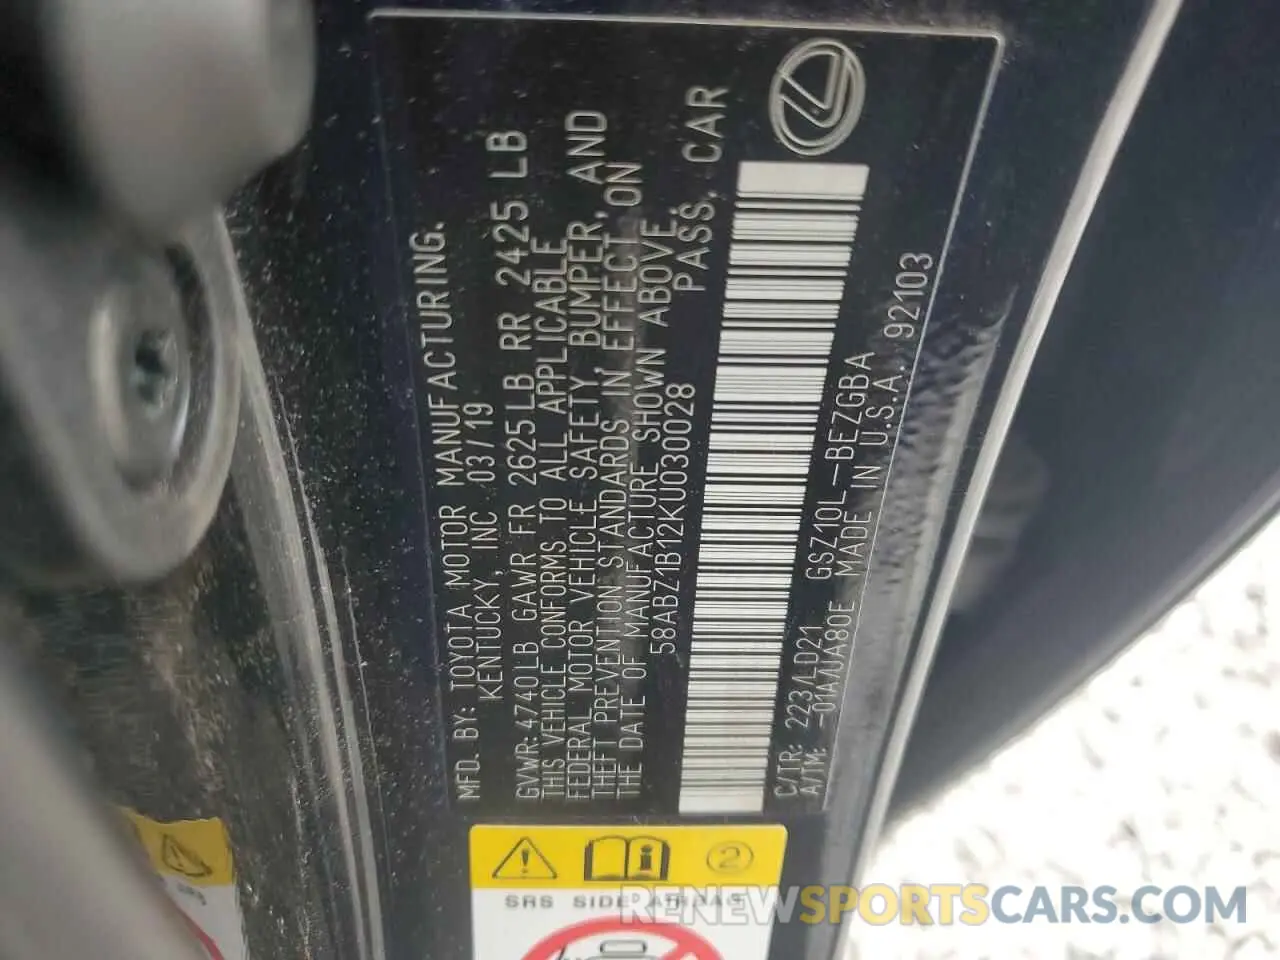 MFD. BY: TOYOTA MOTOR MANUFACTURING.
KENTUCKY, INC 03/19
GVWR: 4740LB GAWR FR 2625LB RR 2425 LB
THIS VEHICLE CONFORMS TO ALL APPLICABLE
FEDERAL MOTOR VEHICLE SAFETY, BUMPER, AND
THEFT PREVENTION STANDARDS IN EFFECT ON
THE DATE OF MANUFACTURE SHOWN ABOVE.
58ABZ1B12KU030028 PASS. CAR
C/TR: 223/LD21 GSZ10L-BEZGBA
A/TM: -01A/UA80E MADE IN U.S.A. 92103
2
SRS SIDE AIRBAG
RENEWSPORTSCARS.COM